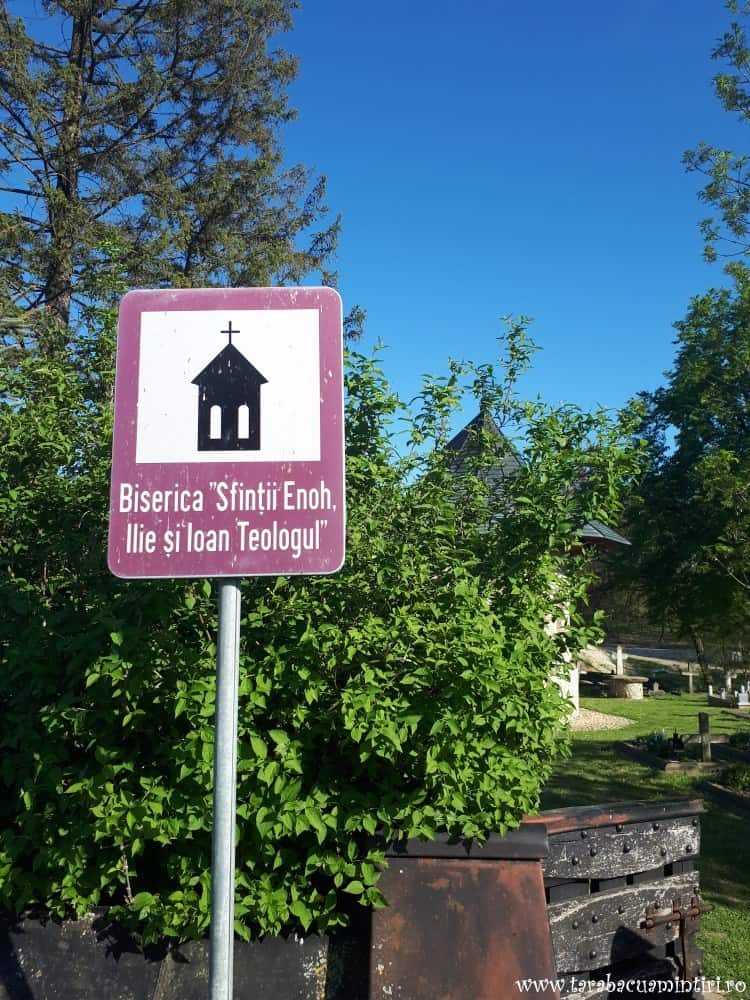 Biserica "Sfinții Enoh,
Ilie și Ioan Teologul"
www.tarabacuamintiri.ro